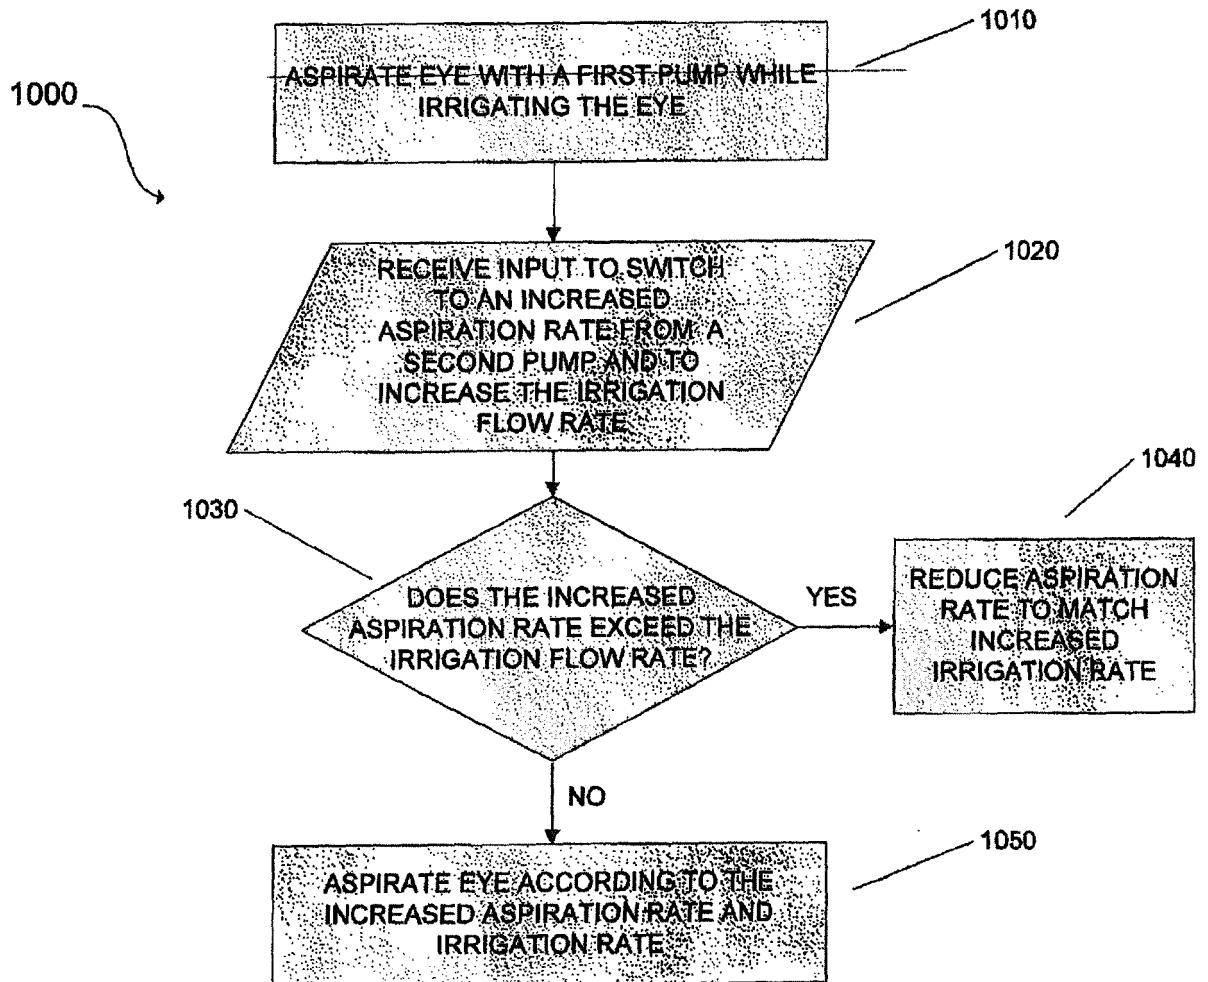 1010
ASPIRATE EYE WITH A FIRST PUMP WHILE
IRRIGATING THE EYE
1000
1020
RECEIVE INPUT TO SWITCH
TO AN INCREASED
ASPIRATION RATE FROM A
SECOND PUMP AND TO
INCREASE THE IRRIGATION
FLOW RATE
1030
DOES THE INCREASED
ASPIRATION RATE EXCEED THE
IRRIGATION FLOW RATE?
YES
1040
REDUCE ASPIRATION
RATE TO MATCH
INCREASED
IRRIGATION RATE
NO
1050
ASPIRATE EYE ACCORDING TO THE
INCREASED ASPIRATION RATE AND
IRRIGATION RATE